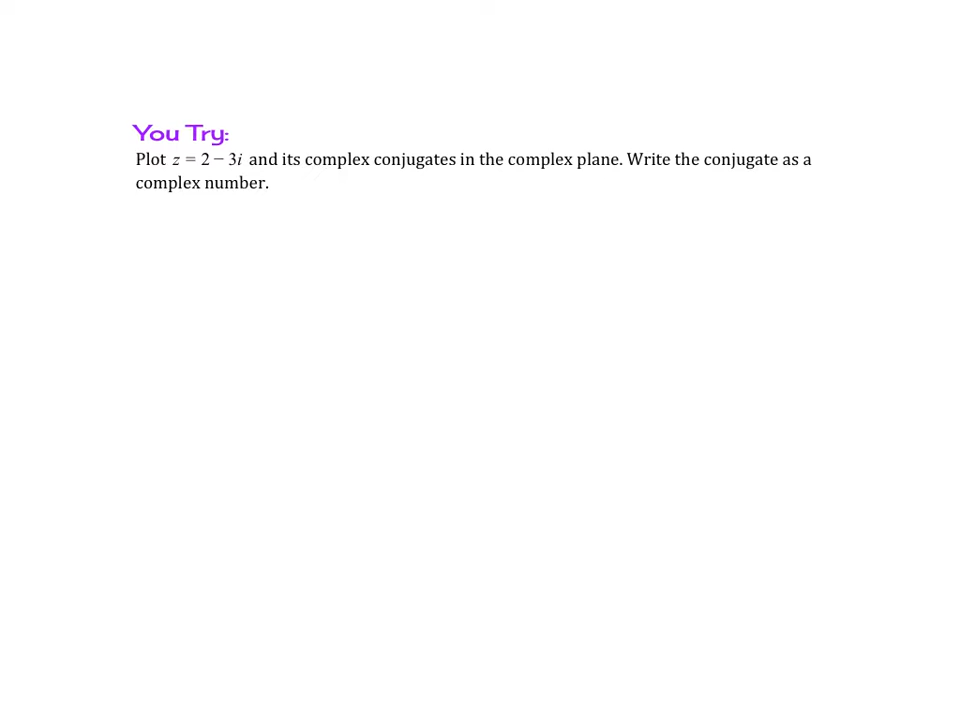 You Try:
Plot z = 2 − 3i and its complex conjugates in the complex plane. Write the conjugate as a
complex number.